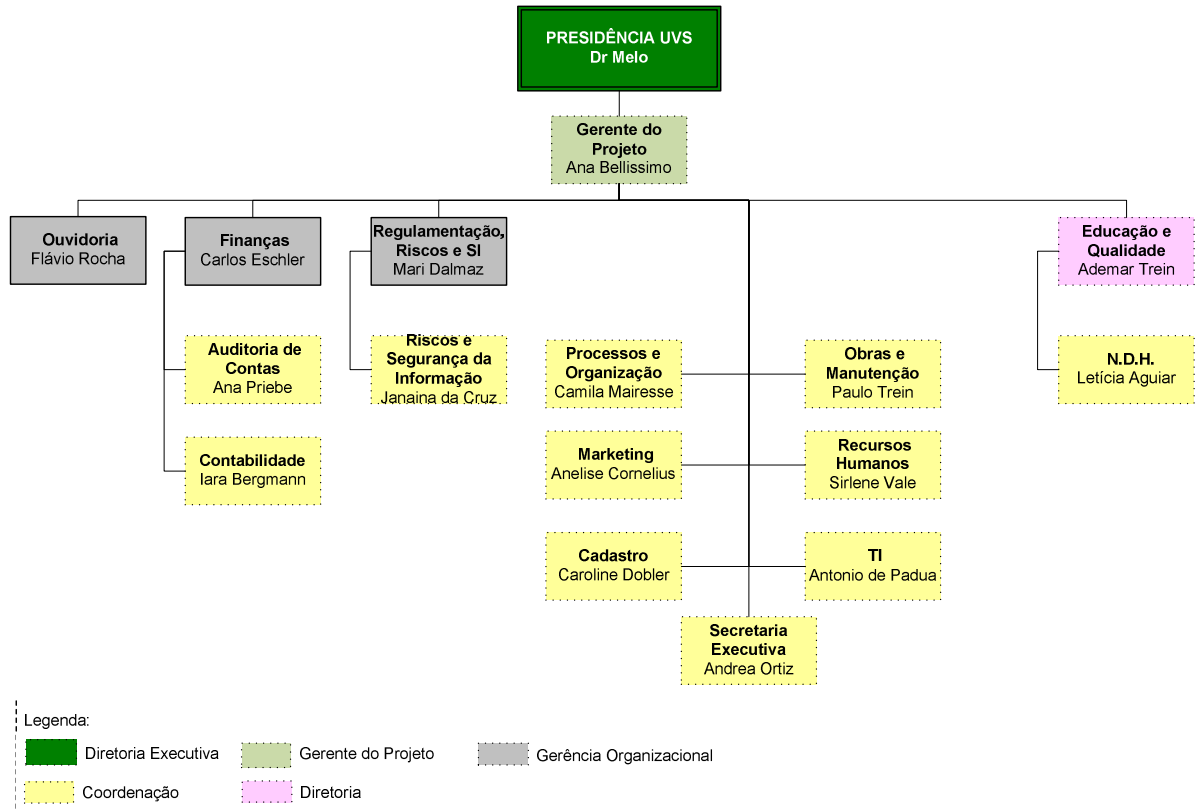 PRESIDÊNCIA UVS
Dr Melo
Gerente do
Projeto
Ana Bellissimo
Ouvidoria
Flávio Rocha
Finanças
Carlos Eschler
Regulamentação,
Riscos e SI
Mari Dalmaz
Educação e
Qualidade
Ademar Trein
Auditoria de
Contas
Ana Priebe
Riscos e
Segurança da
Informação
Janaina da Cruz
Processos e
Organização
Camila Mairesse
Obras e
Manutenção
Paulo Trein
N.D.H.
Letícia Aguiar
Contabilidade
Iara Bergmann
Marketing
Anelise Cornelius
Recursos
Humanos
Sirlene Vale
Cadastro
Caroline Dobler
TI
Antonio de Padua
Secretaria
Executiva
Andrea Ortiz
Legenda:
Diretoria Executiva
Gerente do Projeto
Gerência Organizacional
Coordenação
Diretoria